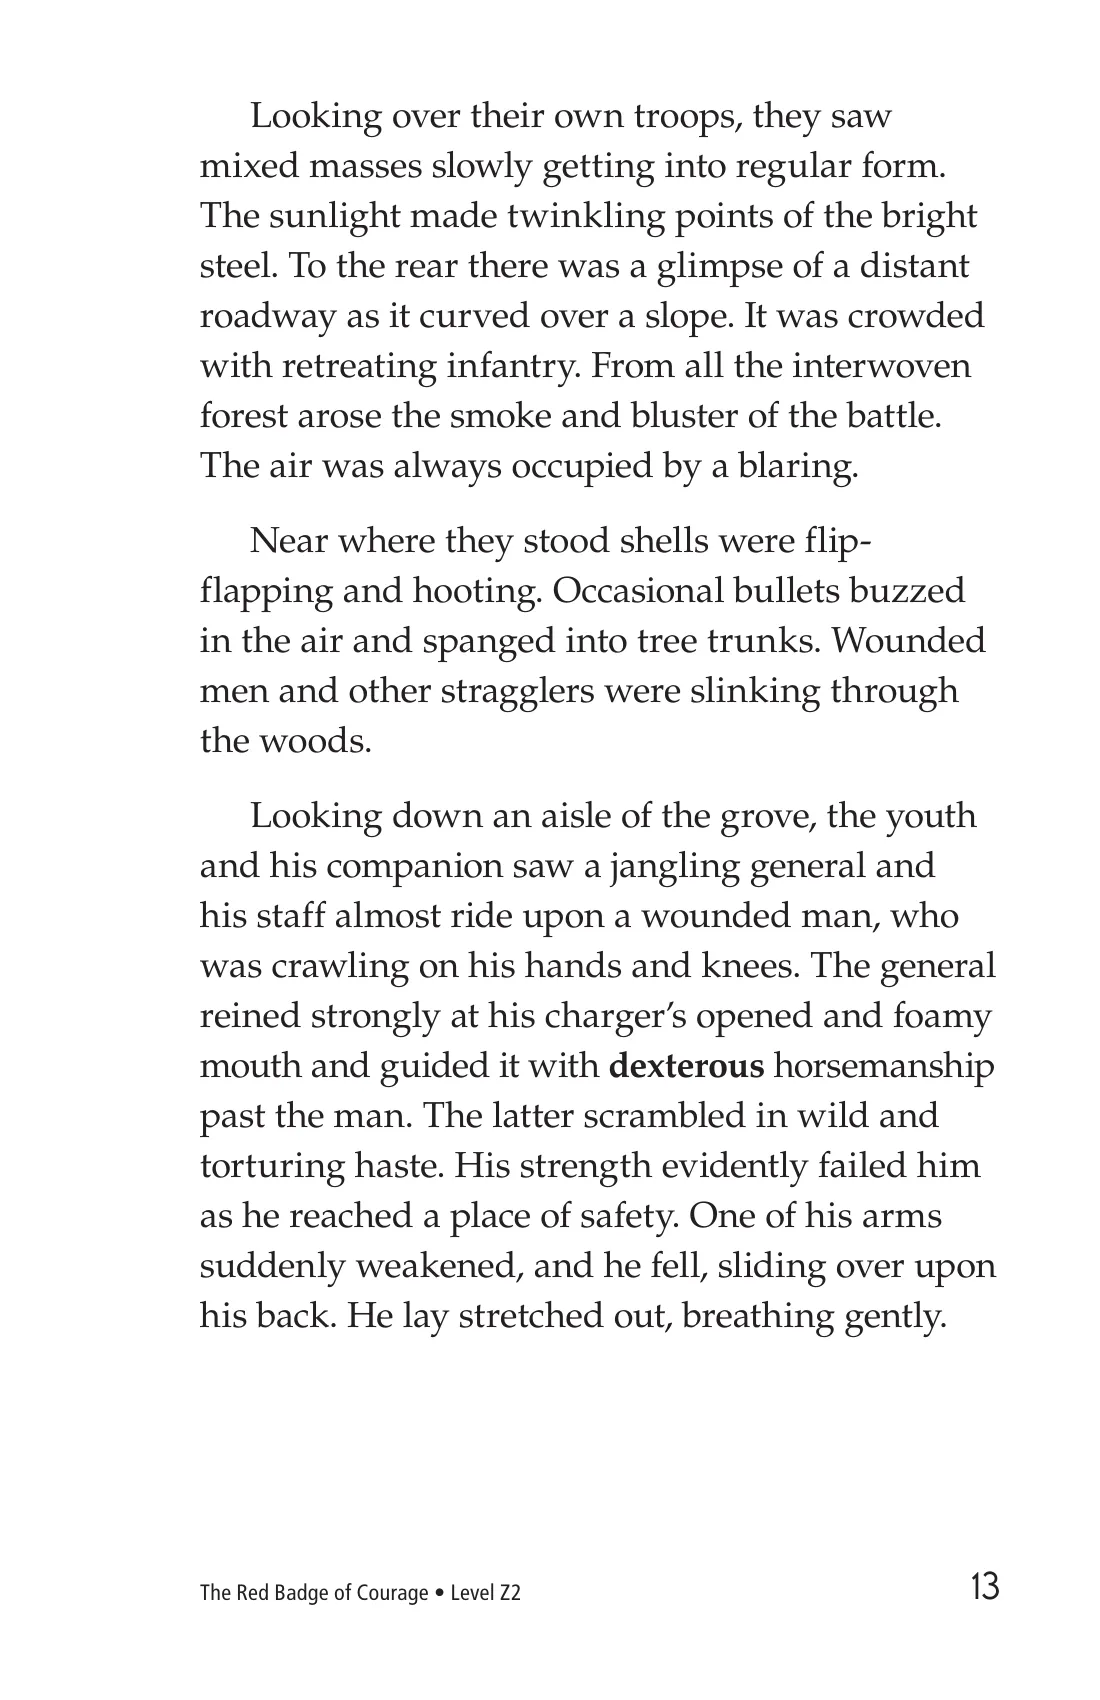 Looking over their own troops, they saw
mixed masses slowly getting into regular form.
The sunlight made twinkling points of the bright
steel. To the rear there was a glimpse of a distant
roadway as it curved over a slope. It was crowded
with retreating infantry. From all the interwoven
forest arose the smoke and bluster of the battle.
The air was always occupied by a blaring.
Near where they stood shells were flip-
flapping and hooting. Occasional bullets buzzed
in the air and spanged into tree trunks. Wounded
men and other stragglers were slinking through
the woods.
Looking down an aisle of the grove, the youth
and his companion saw a jangling general and
his staff almost ride upon a wounded man, who
was crawling on his hands and knees. The general
reined strongly at his charger’s opened and foamy
mouth and guided it with dexterous horsemanship
past the man. The latter scrambled in wild and
torturing haste. His strength evidently failed him
as he reached a place of safety. One of his arms
suddenly weakened, and he fell, sliding over upon
his back. He lay stretched out, breathing gently.
The Red Badge of Courage • Level Z2
13